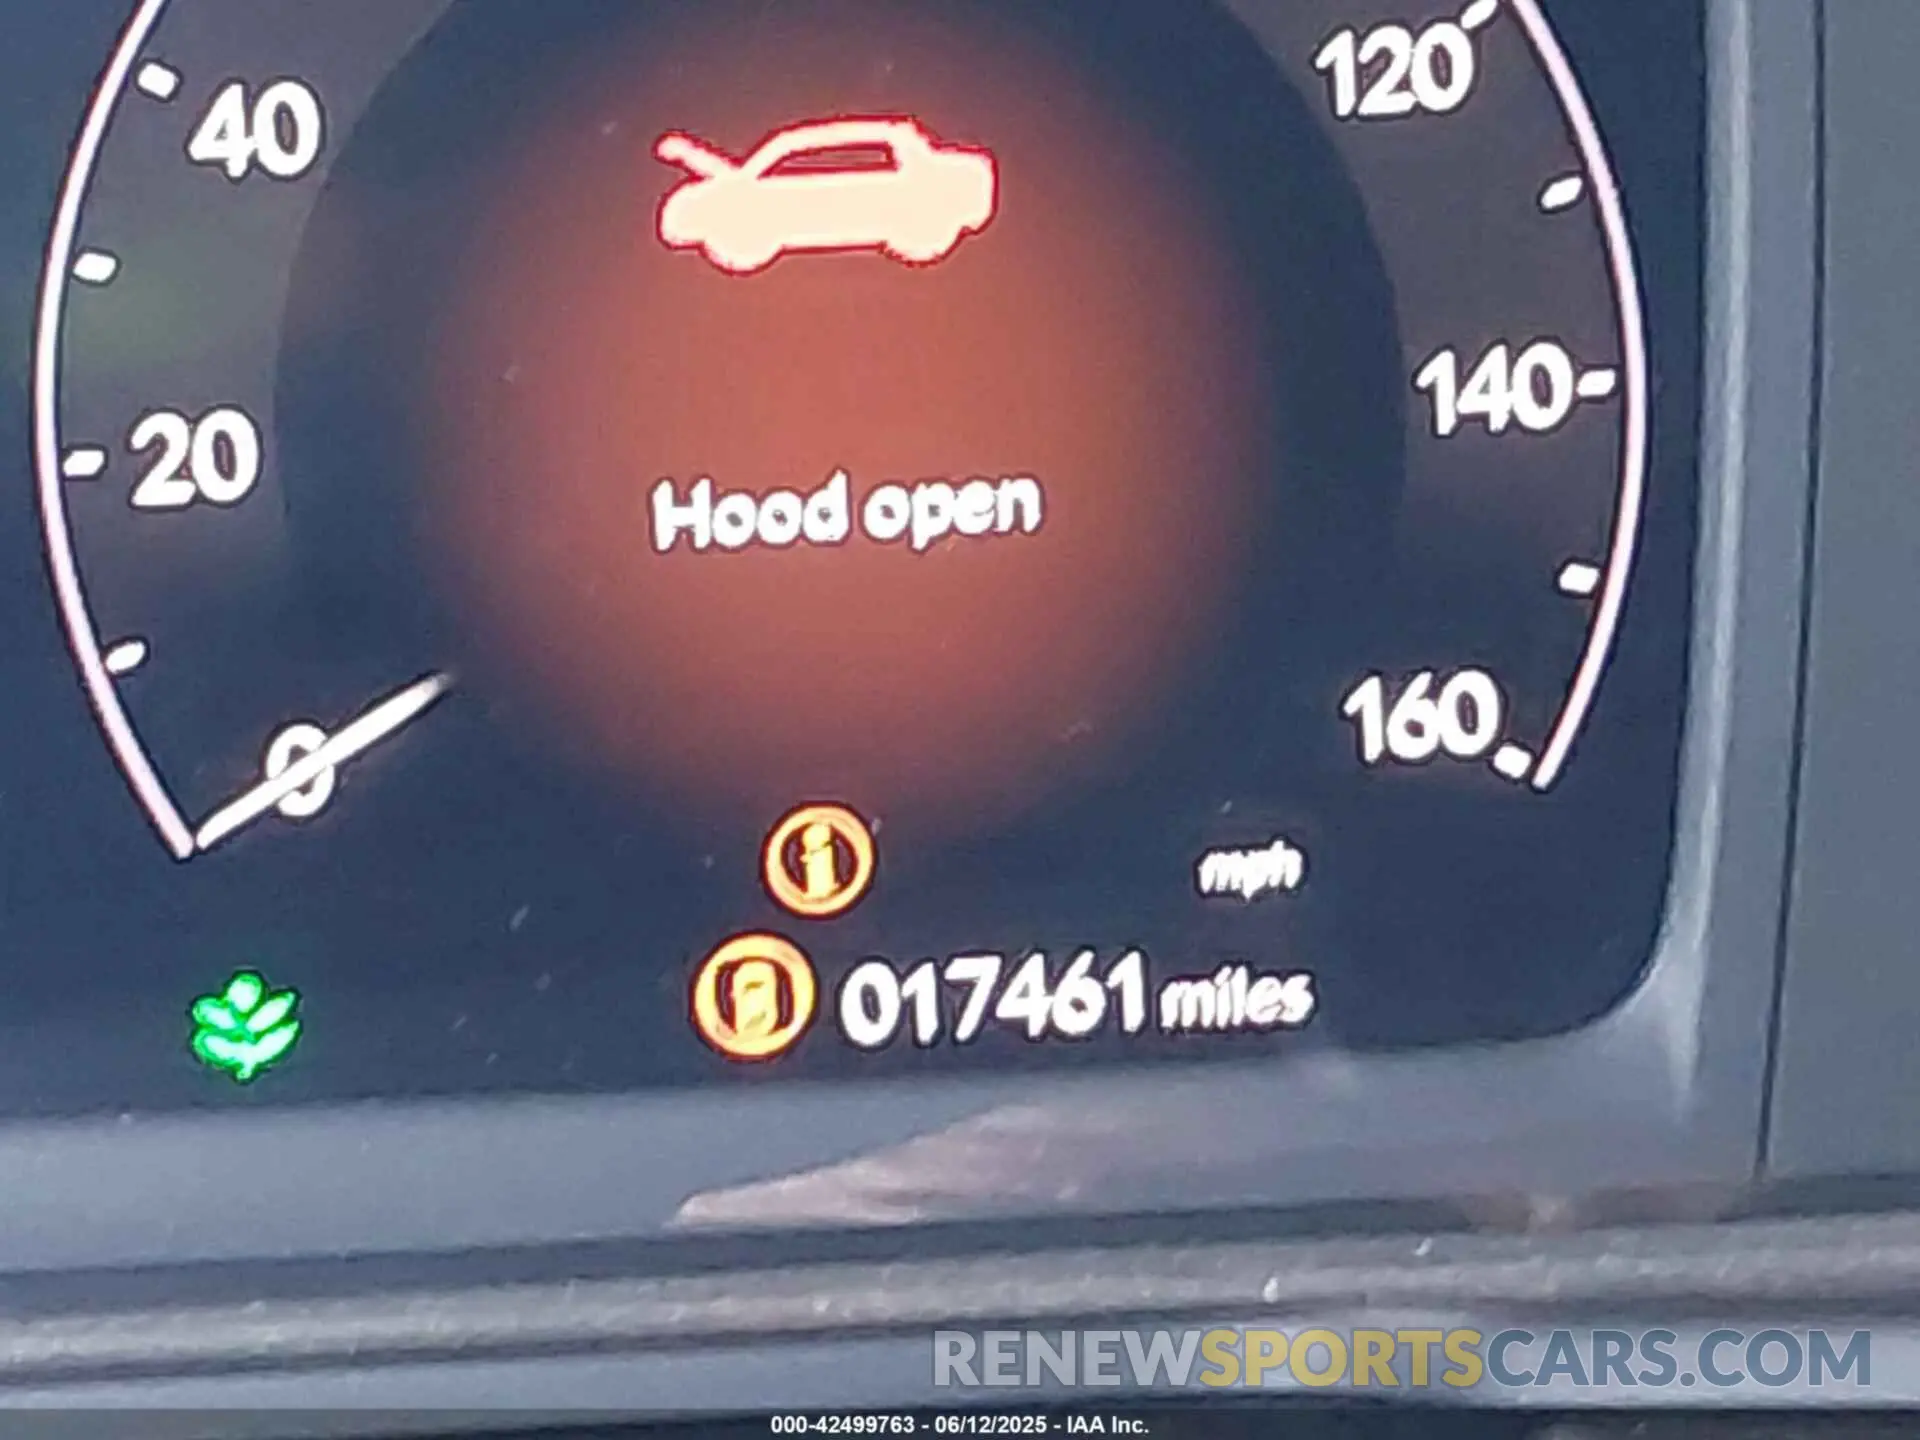 120
40
140
20
Hood open
160
0
mph
017461 miles
RENEWSPORTSCARS.COM
000-42499763 - 06/12/2025 - IAA Inc.